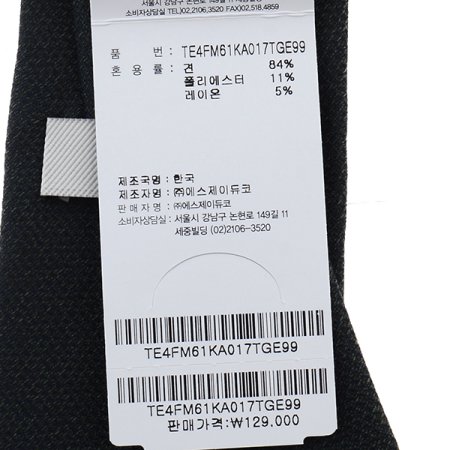 서울시 강남구 논현로 149길 11
소비자상담실/TEL 02.2106.3520 FAX)02.518.4859
품 번 : TE4FM61KA017TGE99
혼 용 률 : 견 84%
폴리에스터 11%
레이온 5%
제조국명 : 한국
제조자명 : ㈜에스제이듀코
판매자명 : ㈜에스제이듀코
소비자상담실 : 서울시 강남구 논현로 149길 11
세중빌딩 (02)2106-3520
TE4FM61KA017TGE99
TE4FM61KA017TGE99
판매가격:₩129,000